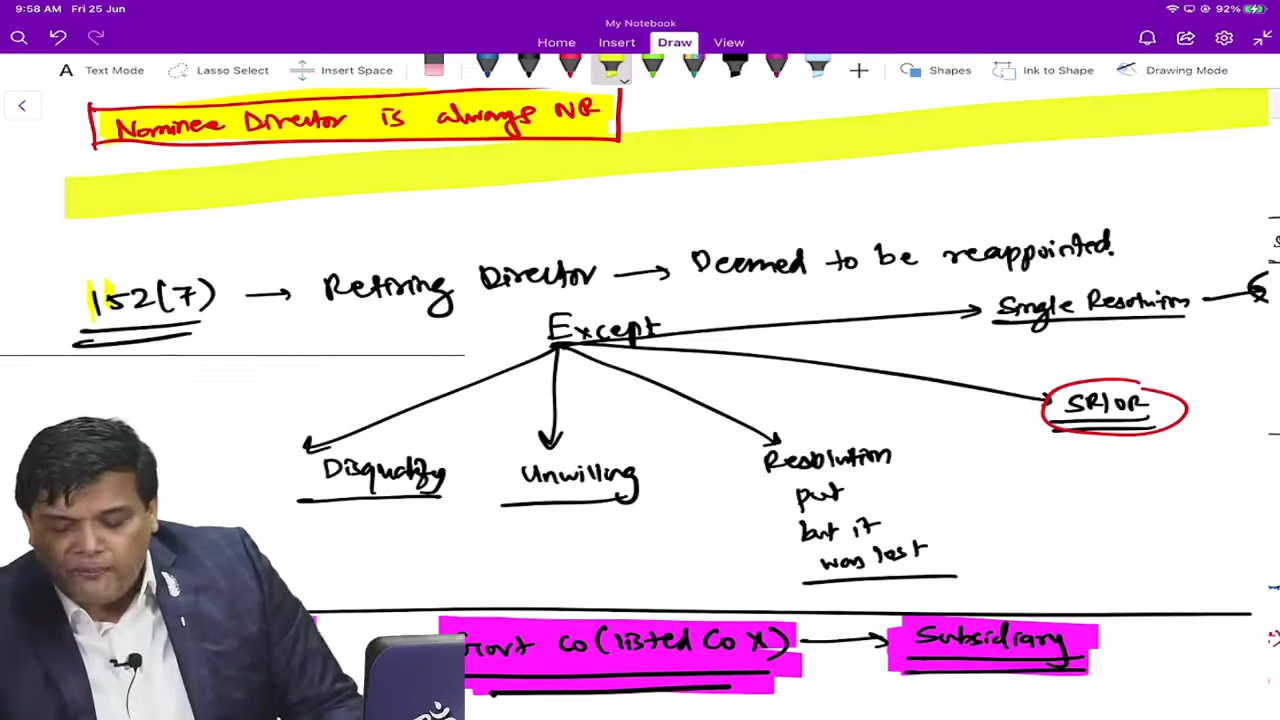 9:58 AM Fri 25 Jun
92%
My Notebook
Home Insert Draw View
A Text Mode Lasso Select Insert Space Shapes Ink to Shape Drawing Mode
Nominee Director is always NR
152(7) → Retiring Director → Deemed to be reappointed.
Except
Single Resolution →
SR/OR
Disqualify
Unwilling
Resolution
put
but it
was lost
Govt Co (listed Co X) → Subsidiary